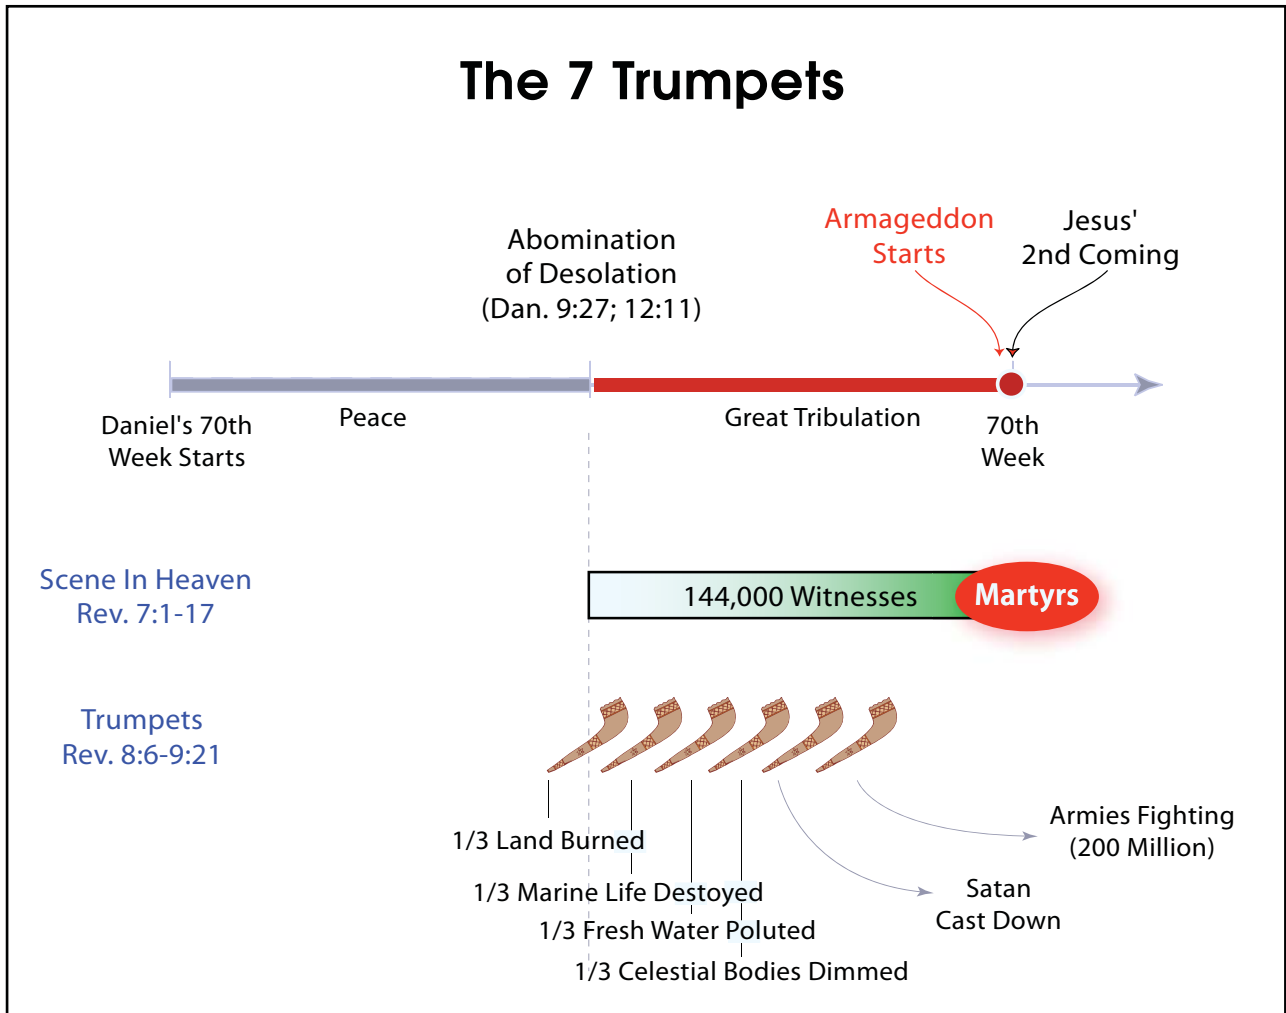 The 7 Trumpets
Armageddon
Starts
Jesus'
2nd Coming
Abomination
of Desolation
(Dan. 9:27; 12:11)
Daniel's 70th
Week Starts
Peace
Great Tribulation
70th
Week
Scene In Heaven
Rev. 7:1-17
144,000 Witnesses
Martyrs
Trumpets
Rev. 8:6-9:21
1/3 Land Burned
1/3 Marine Life Destoyed
1/3 Fresh Water Poluted
1/3 Celestial Bodies Dimmed
Satan
Cast Down
Armies Fighting
(200 Million)